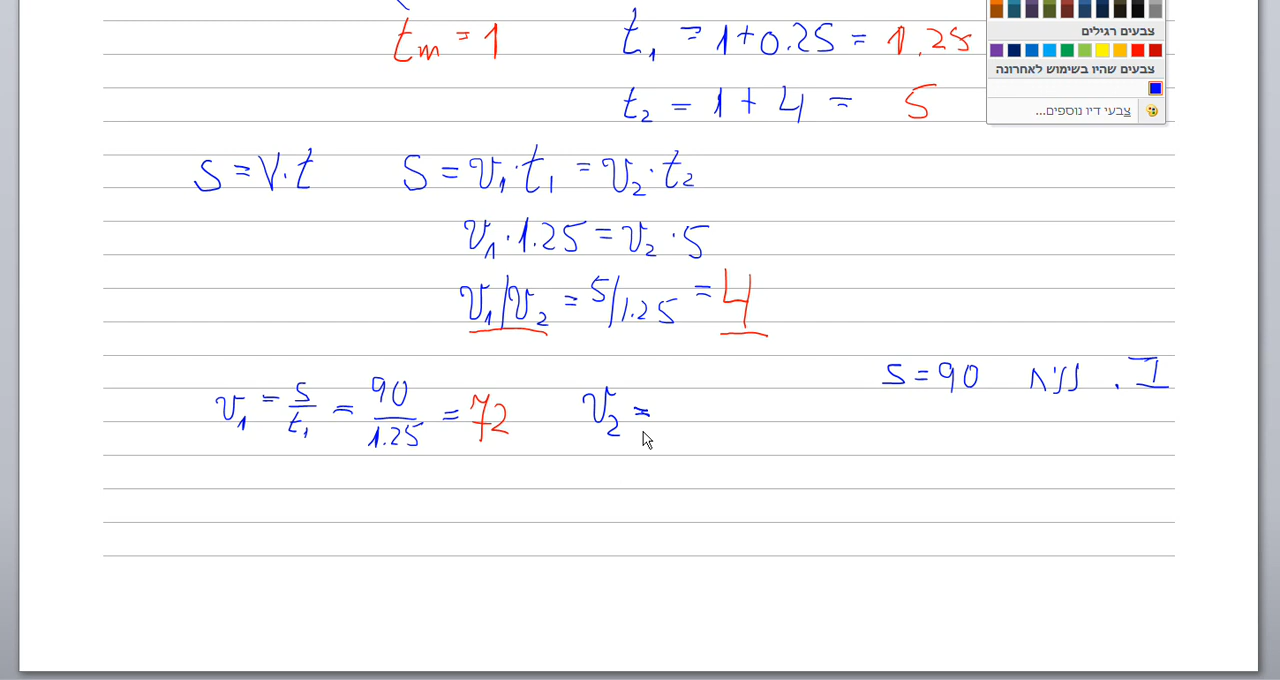 tm = 1
t1 = 1+0.25 = 1.25
t2 = 1 + 4 = 5
צבעים רגילים
צבעים שהיו בשימוש לאחרונה
צבעי דיו נוספים...
S = V·t
S = v1·t1 = v2·t2
v1·1.25 = v2·5
v1/v2 = 5/1.25 = 4
I. נניח S = 90
v1 = s/t1 = 90/1.25 = 72
v2 =